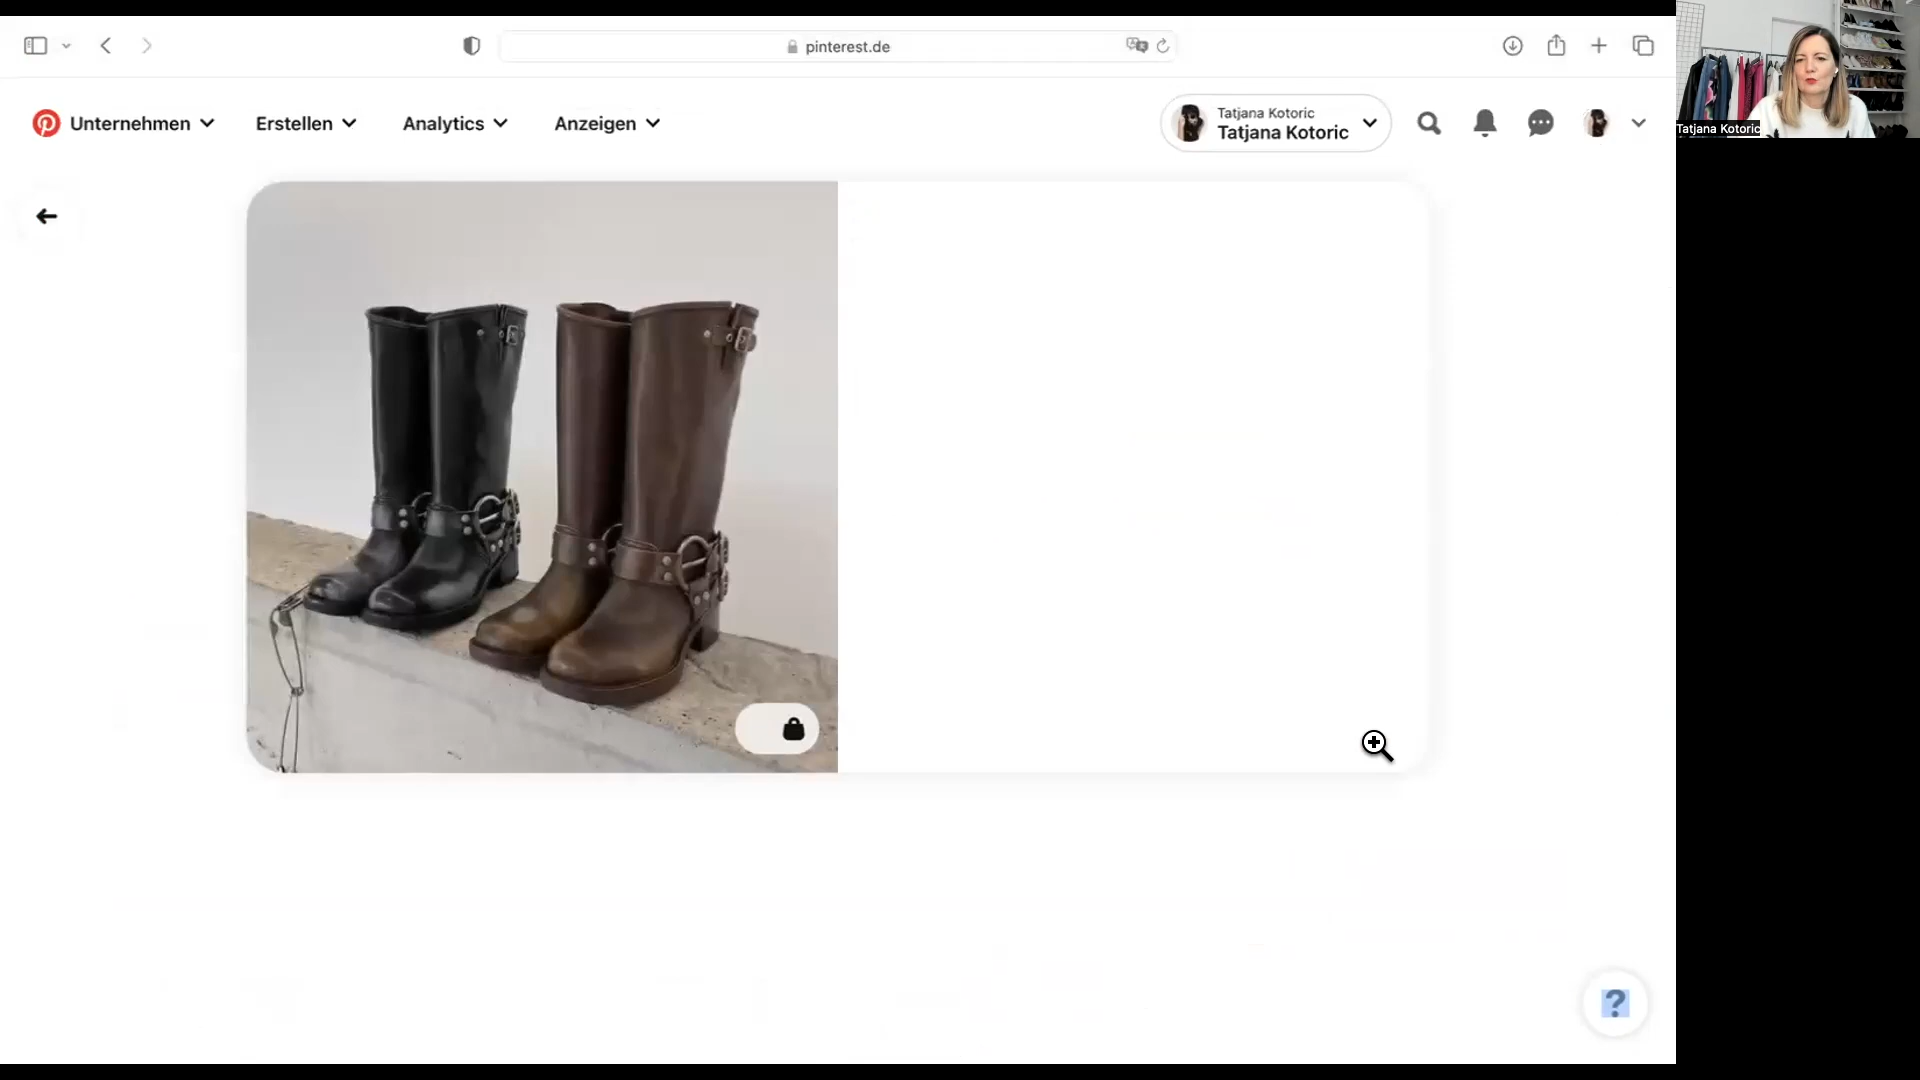 pinterest.de
Unternehmen
Erstellen
Analytics
Anzeigen
Tatjana Kotoric
Tatjana Kotoric
Tatjana Kotoric
?